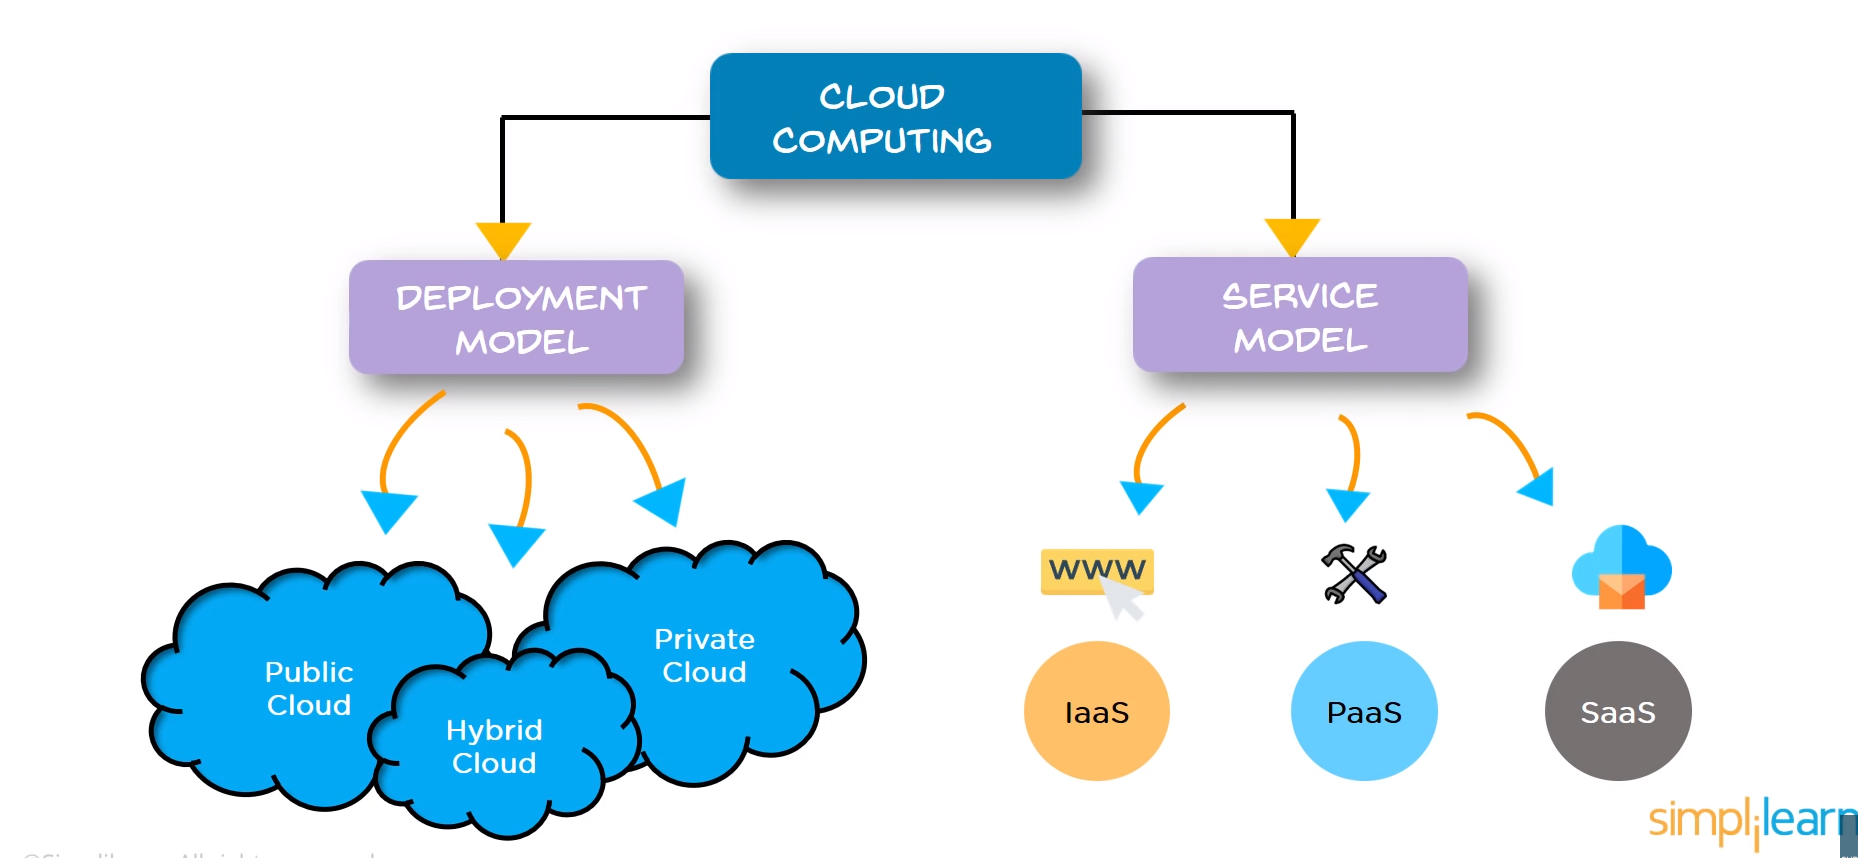 CLOUD
COMPUTING
DEPLOYMENT
MODEL
SERVICE
MODEL
Public
Cloud
Hybrid
Cloud
Private
Cloud
WWW
IaaS
PaaS
SaaS
simplilearn